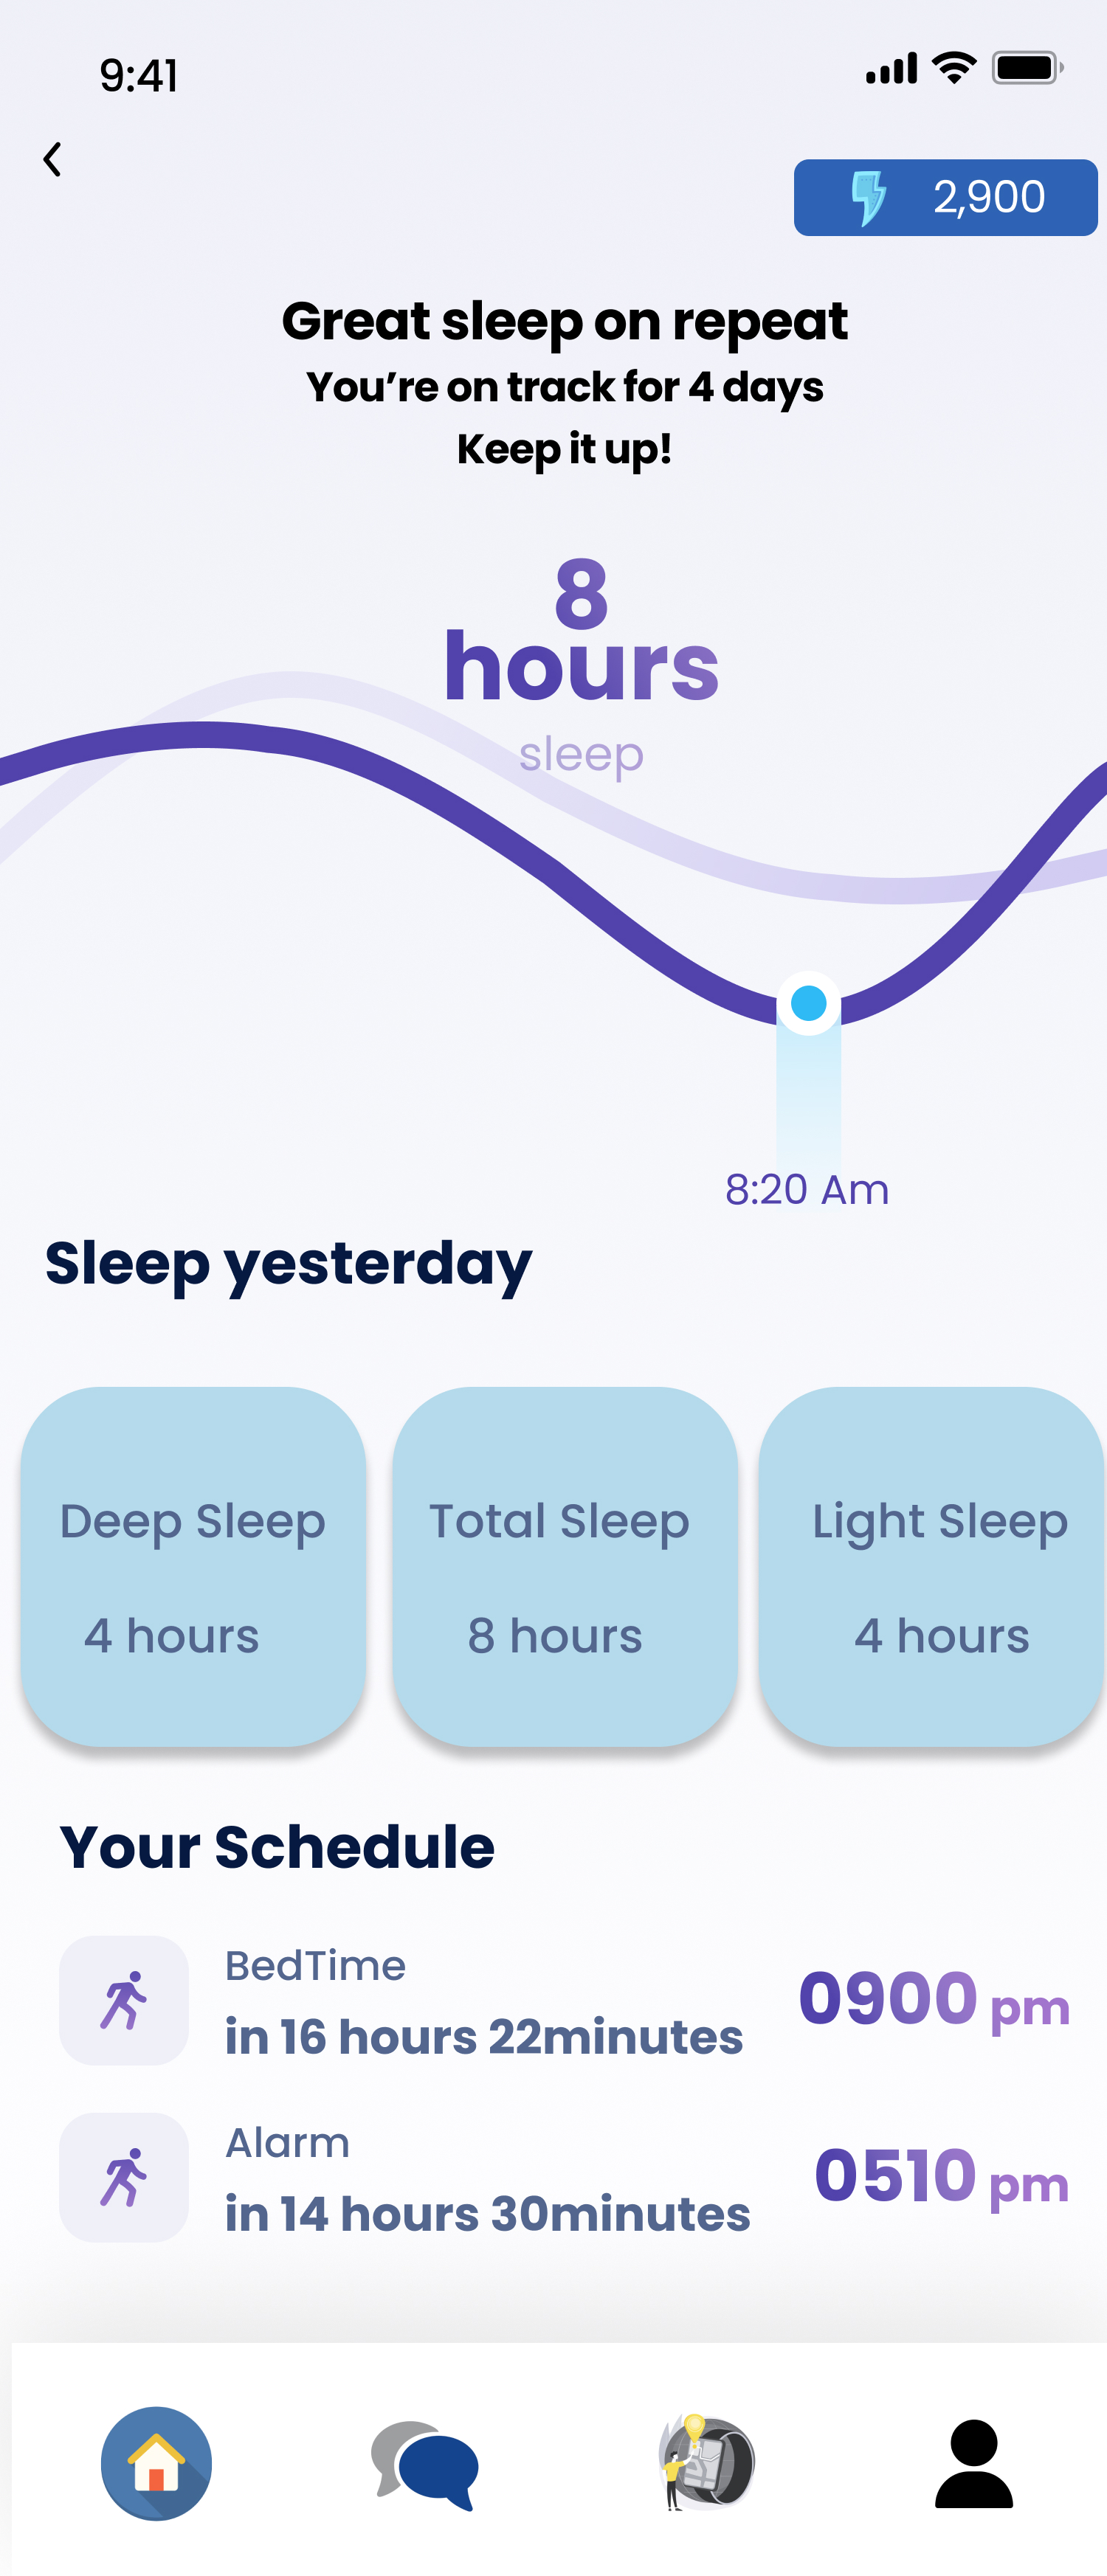 9:41
2,900
Great sleep on repeat
You’re on track for 4 days
Keep it up!
8
hours
sleep
8:20 Am
Sleep yesterday
Deep Sleep
4 hours
Total Sleep
8 hours
Light Sleep
4 hours
Your Schedule
BedTime
in 16 hours 22minutes
0900 pm
Alarm
in 14 hours 30minutes
0510 pm